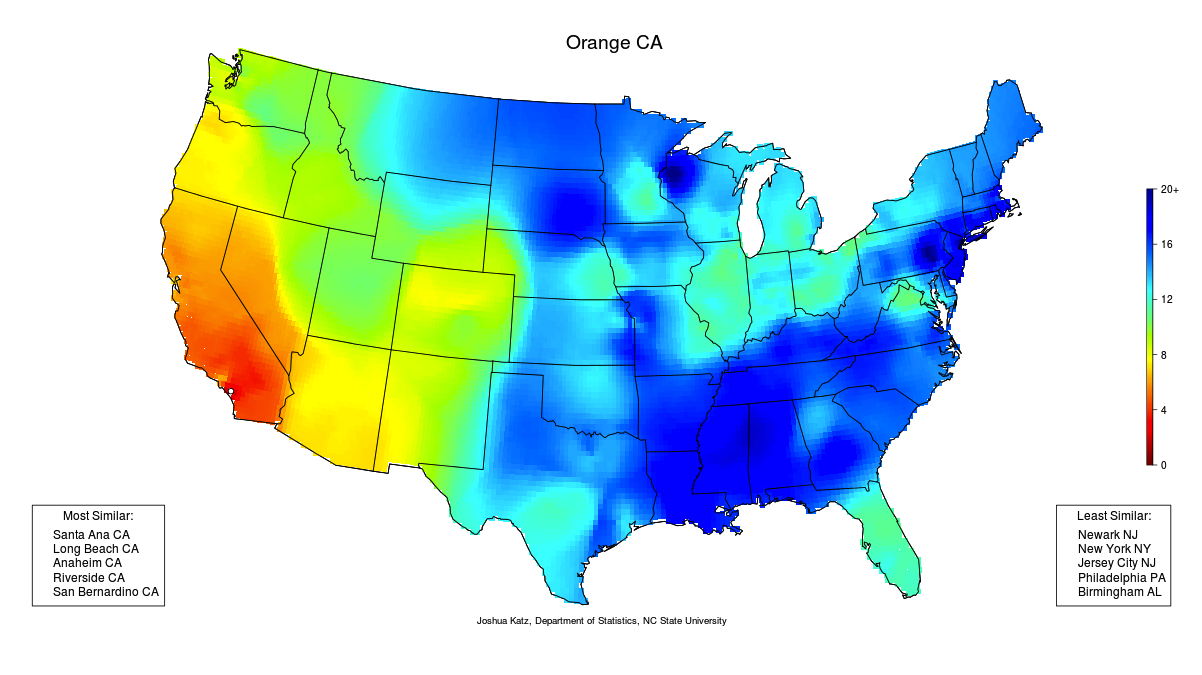 Orange CA
20+
16
12
8
4
0
Most Similar:
Santa Ana CA
Long Beach CA
Anaheim CA
Riverside CA
San Bernardino CA
Least Similar:
Newark NJ
New York NY
Jersey City NJ
Philadelphia PA
Birmingham AL
Joshua Katz, Department of Statistics, NC State University